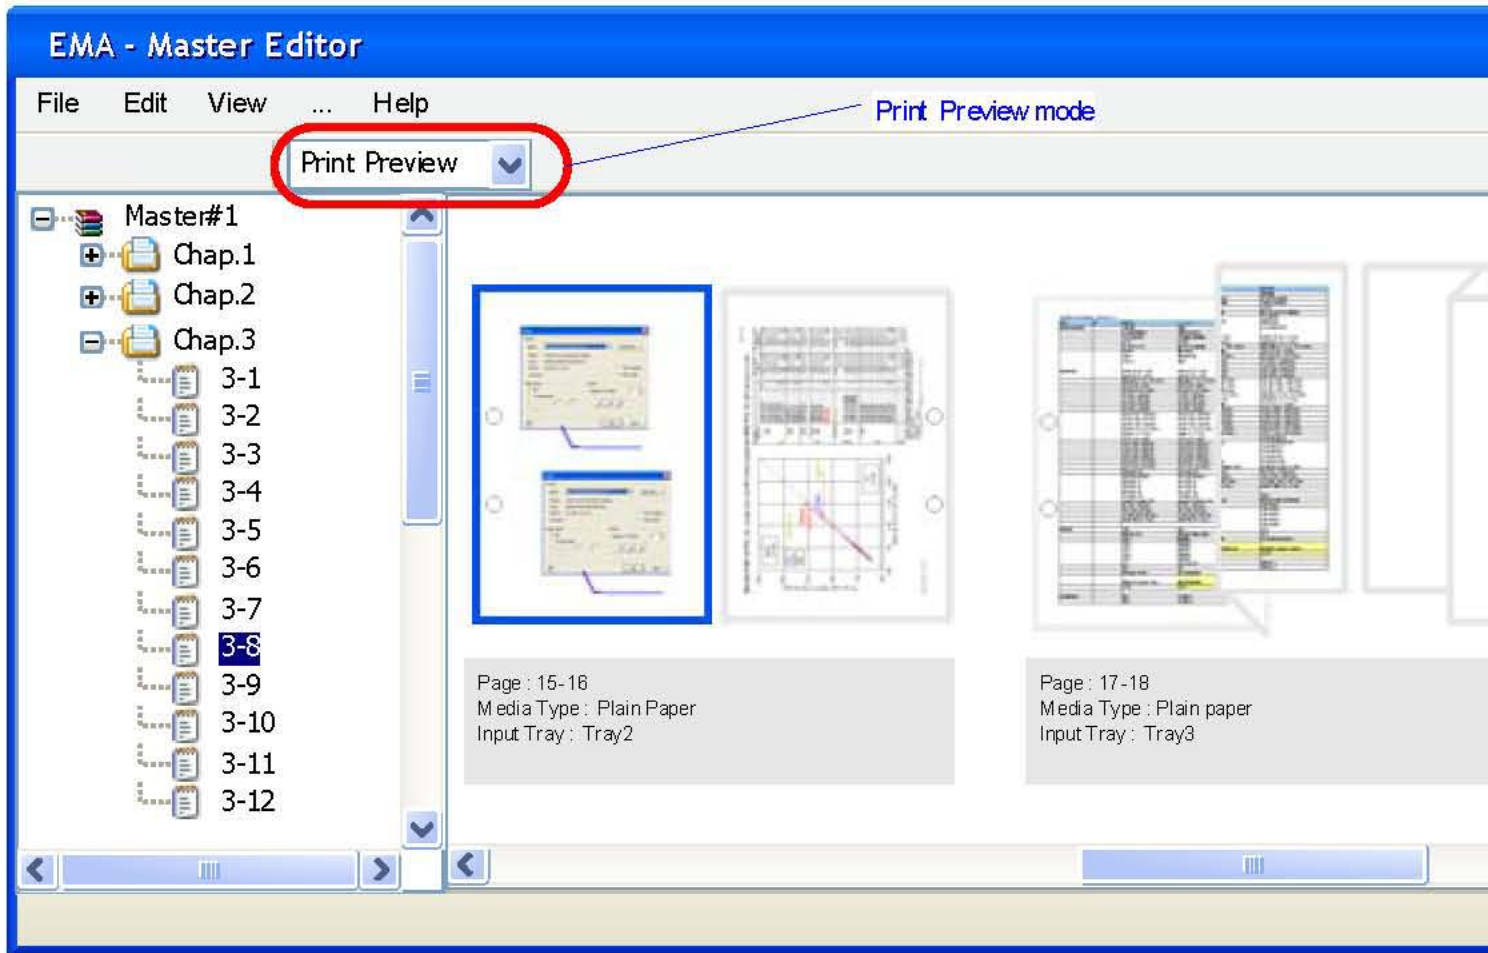 EMA - Master Editor
File Edit View ... Help
Print Preview mode
Print Preview
Master#1
Chap.1
Chap.2
Chap.3
3-1
3-2
3-3
3-4
3-5
3-6
3-7
3-8
3-9
3-10
3-11
3-12
Page : 15-16
Media Type : Plain Paper
Input Tray : Tray2
Page : 17-18
Media Type : Plain paper
Input Tray : Tray3